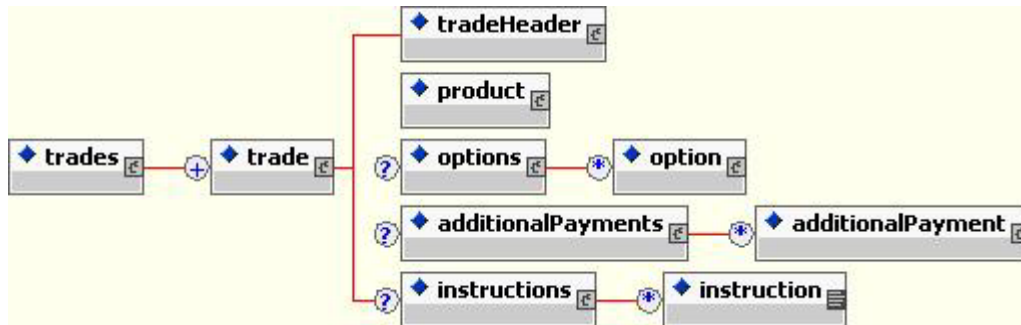 tradeHeader
product
trades + trade ? options * option
? additionalPayments * additionalPayment
? instructions * instruction